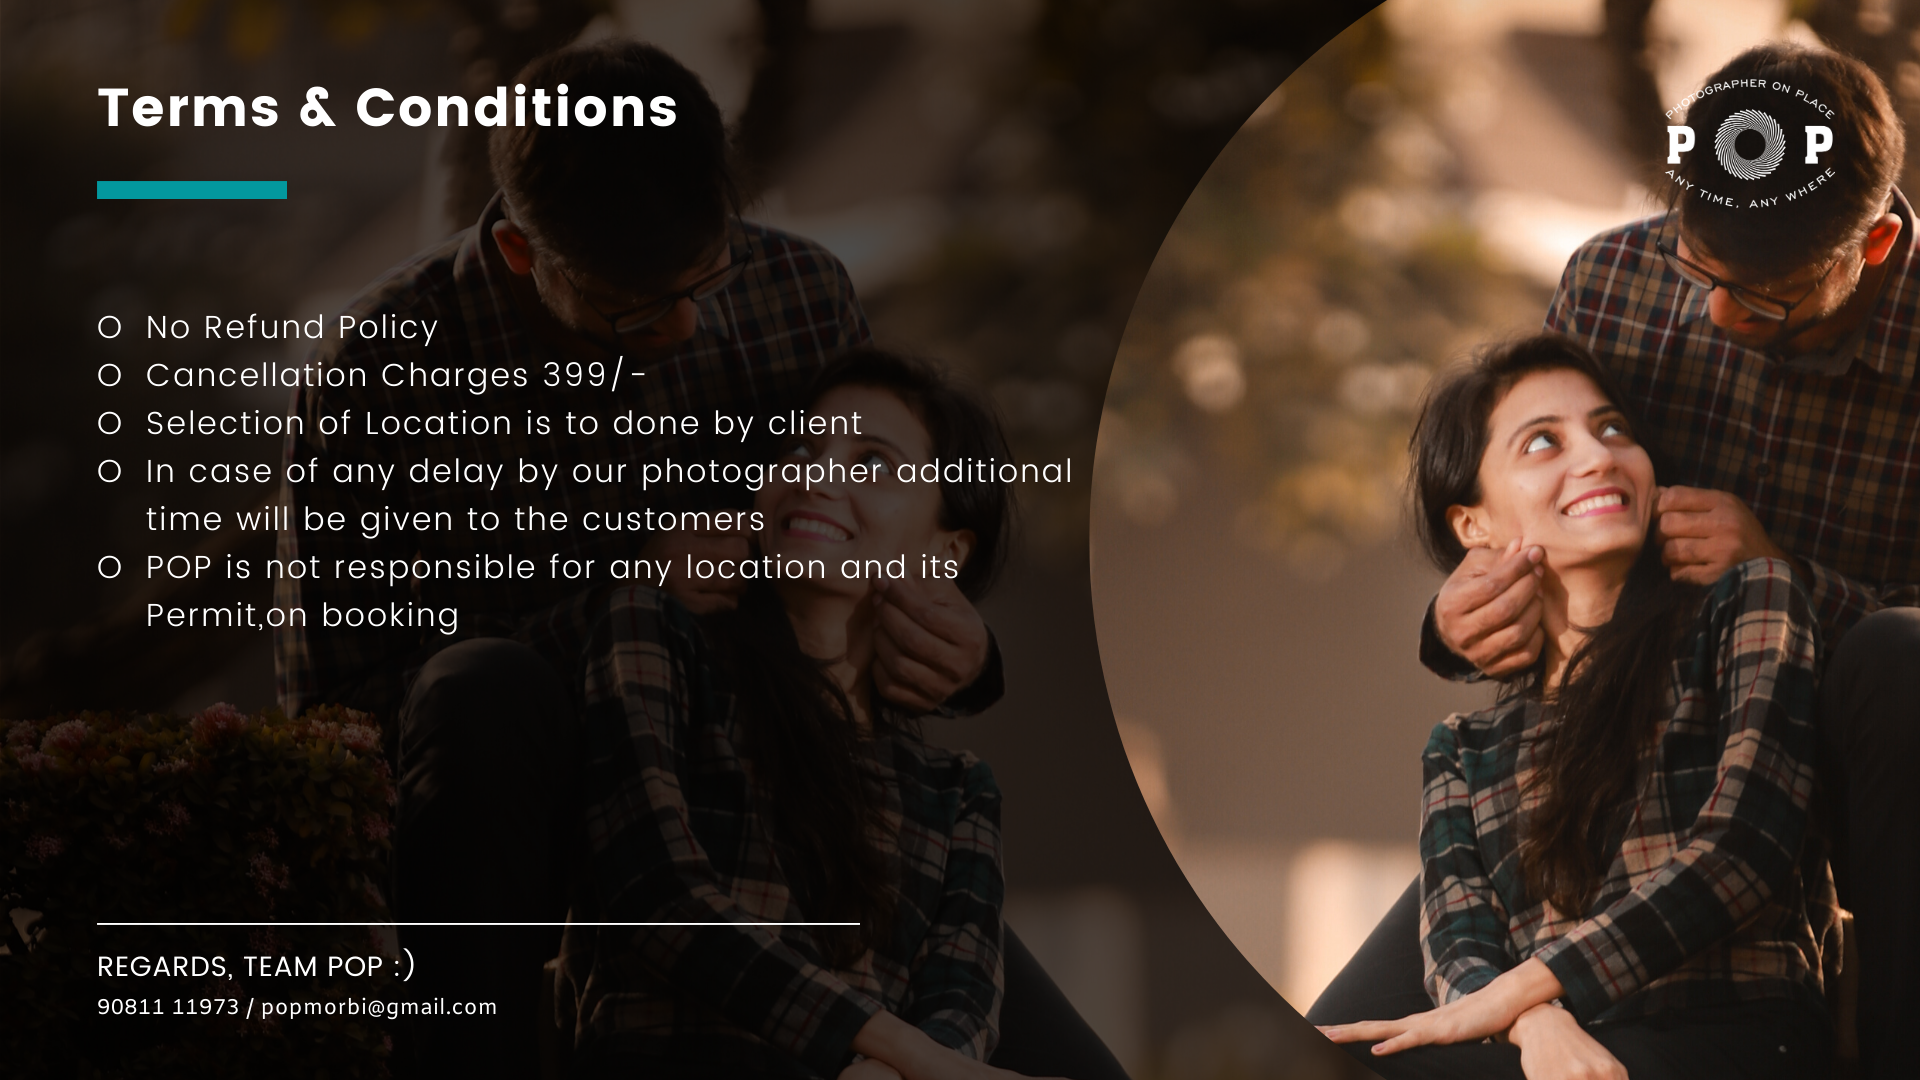 Terms & Conditions
PHOTOGRAPHER ON PLACE
P O P
ANY TIME, ANY WHERE
O No Refund Policy
O Cancellation Charges 399/-
O Selection of Location is to done by client
O In case of any delay by our photographer additional
time will be given to the customers
O POP is not responsible for any location and its
Permit,on booking
REGARDS, TEAM POP :)
90811 11973 / popmorbi@gmail.com